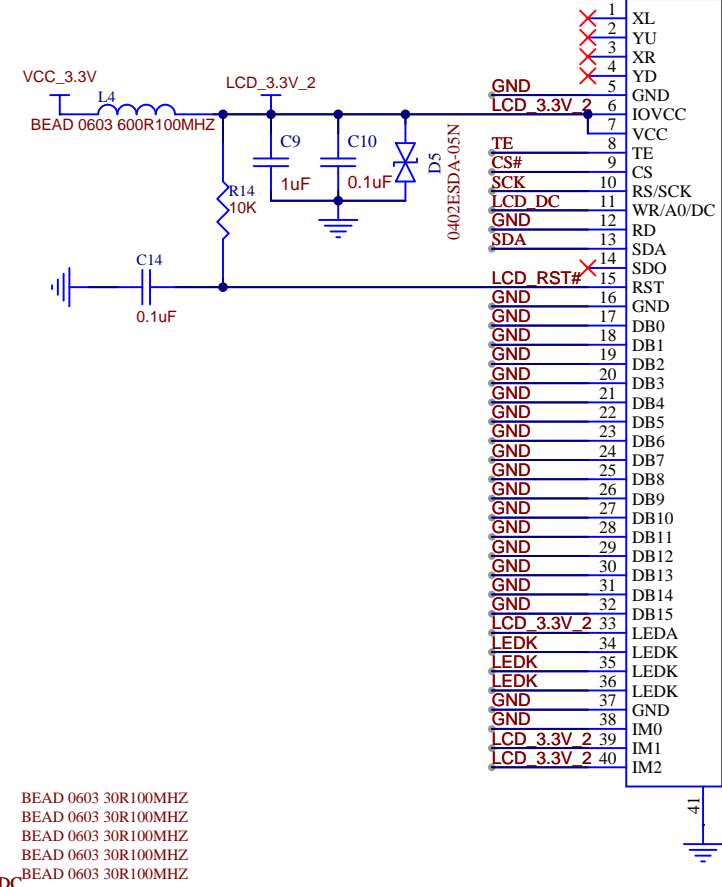 1 XL
2 YU
3 XR
4 YD
GND 5 GND
LCD_3.3V_2 6 IOVCC
7 VCC
TE 8 TE
CS# 9 CS
SCK 10 RS/SCK
LCD_DC 11 WR/A0/DC
GND 12 RD
SDA 13 SDA
14 SDO
LCD_RST# 15 RST
GND 16 GND
GND 17 DB0
GND 18 DB1
GND 19 DB2
GND 20 DB3
GND 21 DB4
GND 22 DB5
GND 23 DB6
GND 24 DB7
GND 25 DB8
GND 26 DB9
GND 27 DB10
GND 28 DB11
GND 29 DB12
GND 30 DB13
GND 31 DB14
GND 32 DB15
LCD_3.3V_2 33 LEDA
LEDK 34 LEDK
LEDK 35 LEDK
LEDK 36 LEDK
GND 37 GND
GND 38 IM0
LCD_3.3V_2 39 IM1
LCD_3.3V_2 40 IM2
41
VCC_3.3V
L4
BEAD 0603 600R100MHZ
LCD_3.3V_2
C9
1uF
C10
0.1uF
D5
0402ESDA-05N
R14
10K
C14
0.1uF
BEAD 0603 30R100MHZ
BEAD 0603 30R100MHZ
BEAD 0603 30R100MHZ
BEAD 0603 30R100MHZ
BEAD 0603 30R100MHZ